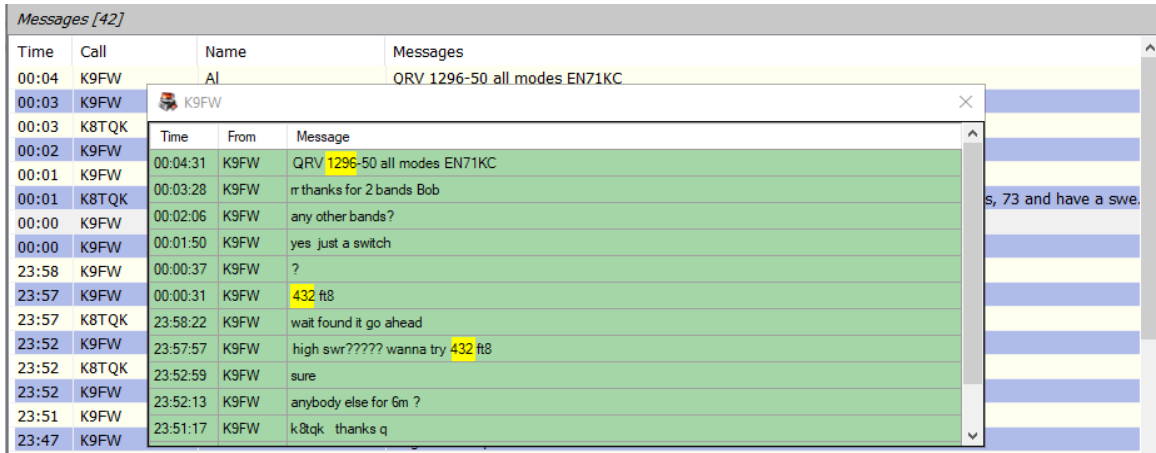 Messages [42]
Time Call Name Messages
00:04 K9FW Al QRV 1296-50 all modes EN71KC
00:03 K9FW
00:03 K8TQK
00:02 K9FW
00:01 K9FW
00:01 K8TQK s, 73 and have a swe.
00:00 K9FW
00:00 K9FW
23:58 K9FW
23:57 K9FW
23:57 K8TQK
23:52 K9FW
23:52 K8TQK
23:52 K9FW
23:51 K9FW
23:47 K9FW
K9FW
Time From Message
00:04:31 K9FW QRV 1296-50 all modes EN71KC
00:03:28 K9FW rr thanks for 2 bands Bob
00:02:06 K9FW any other bands?
00:01:50 K9FW yes just a switch
00:00:37 K9FW ?
00:00:31 K9FW 432 ft8
23:58:22 K9FW wait found it go ahead
23:57:57 K9FW high swr????? wanna try 432 ft8
23:52:59 K9FW sure
23:52:13 K9FW anybody else for 6m ?
23:51:17 K9FW k8tqk thanks q